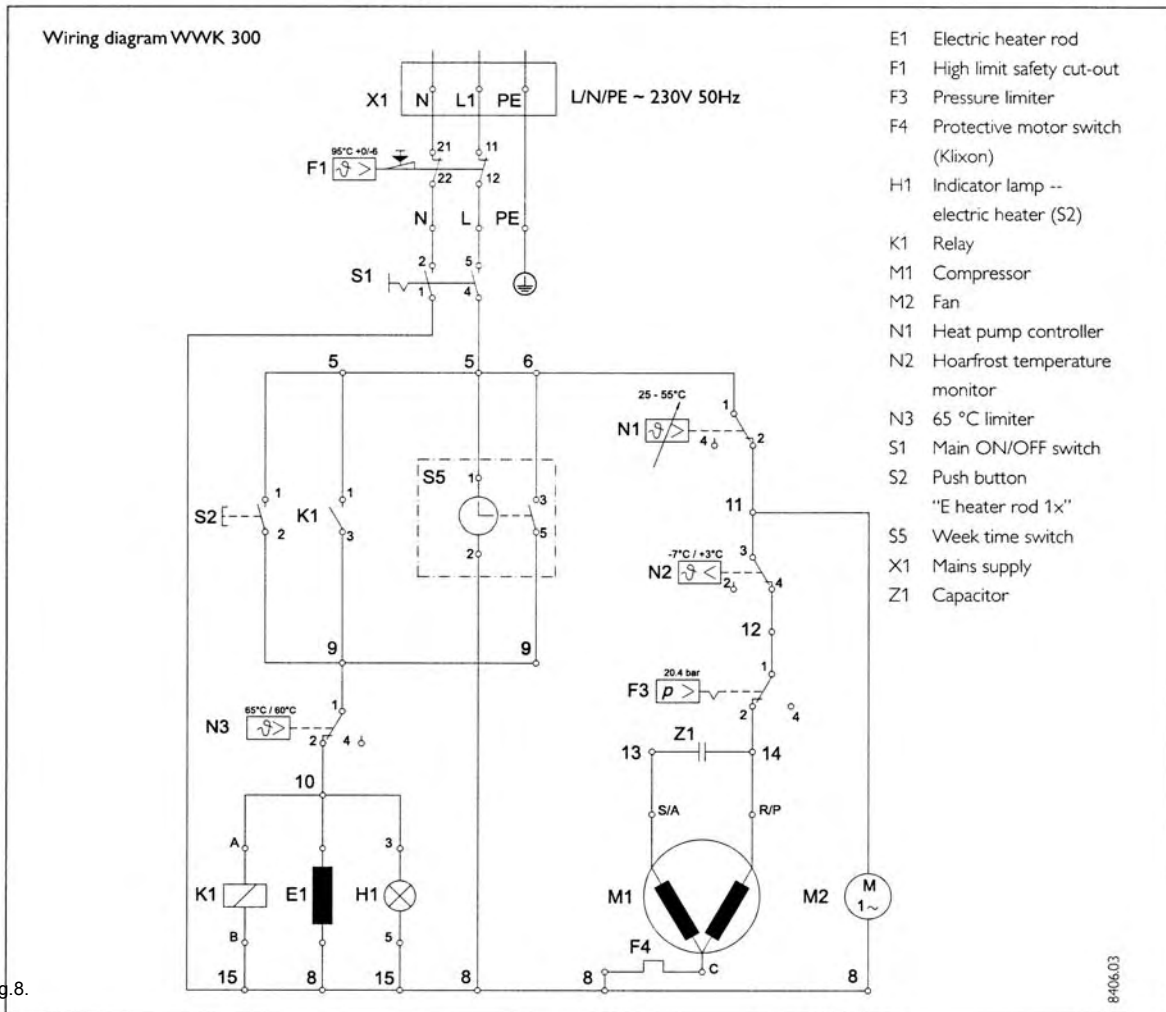 Wiring diagram WWK 300
X1 N L1 PE L/N/PE ~ 230V 50Hz
95°C +0/-6
21 11
F1 ϑ >
22 12
N L PE
2 5
S1
1 4
5 5 6
25 - 55°C
1
N1 ϑ > 4 2
S5
1
1 1 3
S2 K1
2 3 5
2
11
-7°C / +3°C
3
N2 ϑ < 2 4
12
9 9
20.4 bar
1
F3 p >
2 4
65°C / 60°C
1
N3 ϑ>
2 4
Z1
13 14
10
S/A R/P
A 3
K1 E1 H1
M1 M2 M
1~
B 5
F4
C
15 8 15 8 8 8
g.8.
8406.03
E1 Electric heater rod
F1 High limit safety cut-out
F3 Pressure limiter
F4 Protective motor switch
(Klixon)
H1 Indicator lamp --
electric heater (S2)
K1 Relay
M1 Compressor
M2 Fan
N1 Heat pump controller
N2 Hoarfrost temperature
monitor
N3 65 °C limiter
S1 Main ON/OFF switch
S2 Push button
"E heater rod 1x"
S5 Week time switch
X1 Mains supply
Z1 Capacitor